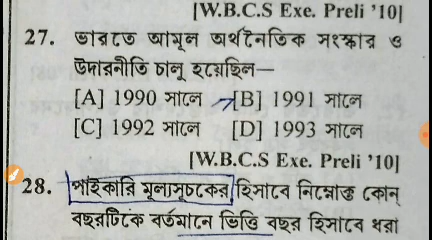 [W.B.C.S Exe. Preli '10]
27. ভারতে আমূল অর্থনৈতিক সংস্কার ও
উদারনীতি চালু হয়েছিল—
[A] 1990 সালে [B] 1991 সালে
[C] 1992 সালে [D] 1993 সালে
[W.B.C.S Exe. Preli '10]
28. পাইকারি মূল্যসূচকের হিসাবে নিম্নোক্ত কোন্
বছরটিকে বর্তমানে ভিত্তি বছর হিসাবে ধরা